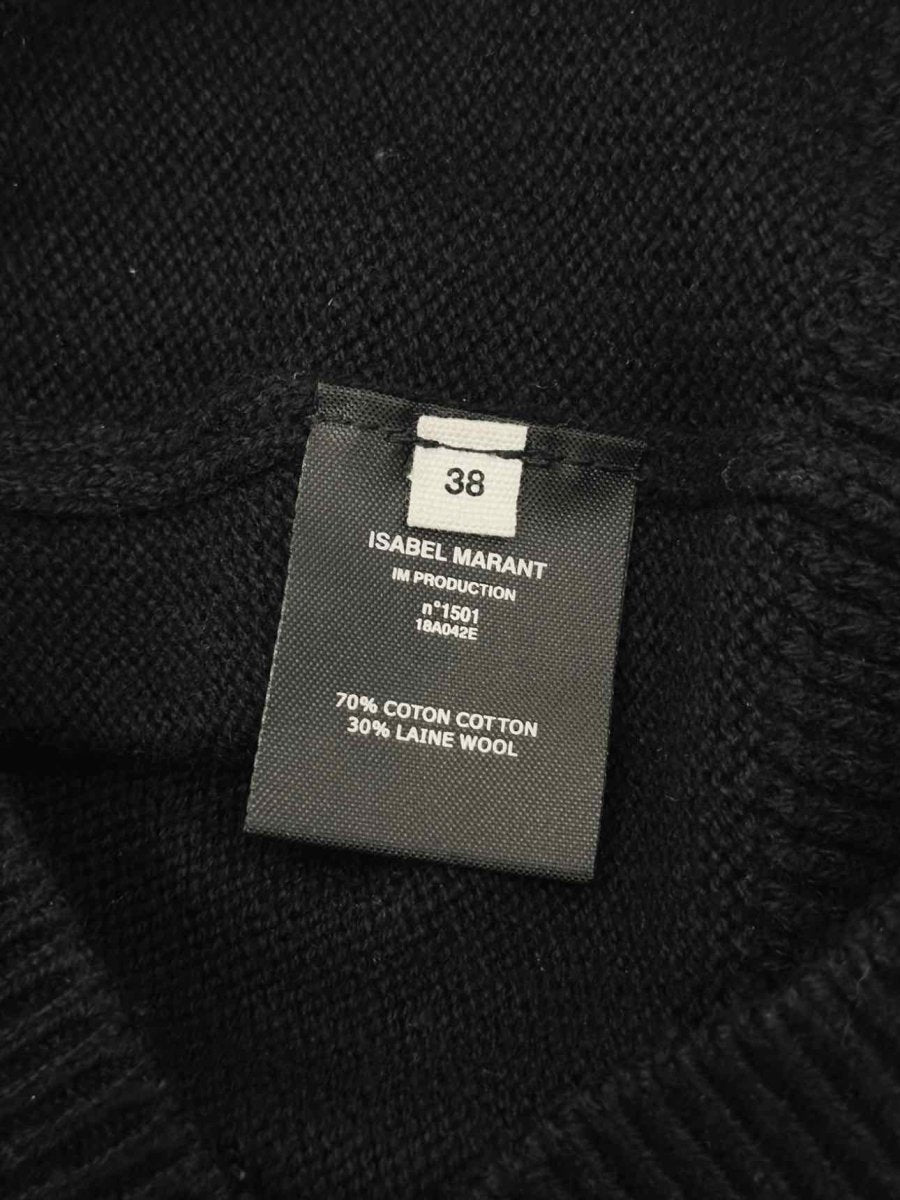 38
ISABEL MARANT
IM PRODUCTION
n°1501
18A042E
70% COTON COTTON
30% LAINE WOOL